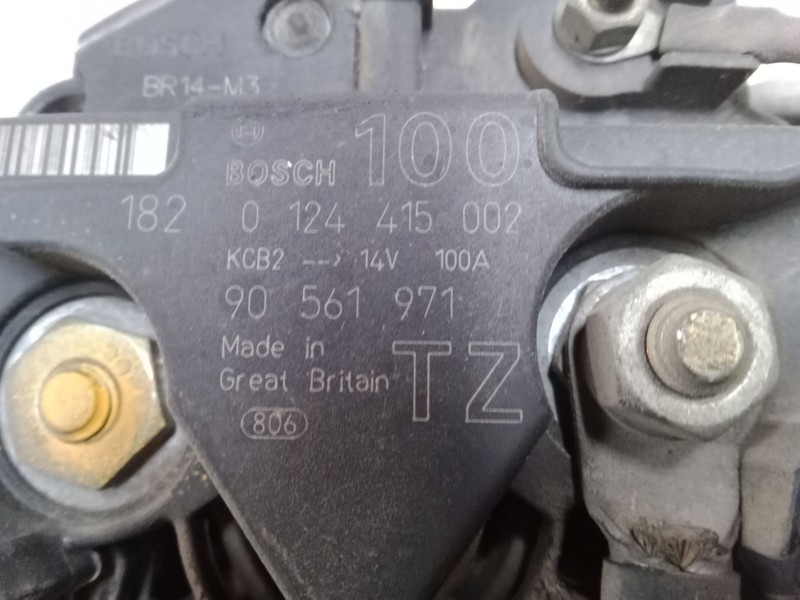 BOSCH
BR14-M3
BOSCH 100
182 0 124 415 002
KCB2 --> 14V 100A
90 561 971
Made in
Great Britain
TZ
806